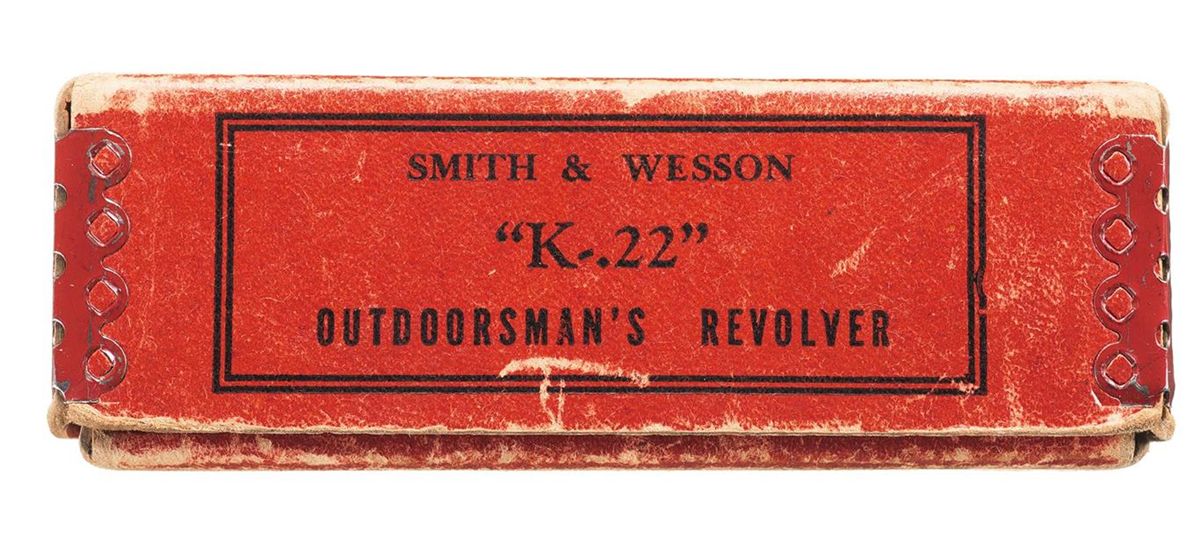 SMITH & WESSON
“K-.22”
OUTDOORSMAN'S REVOLVER